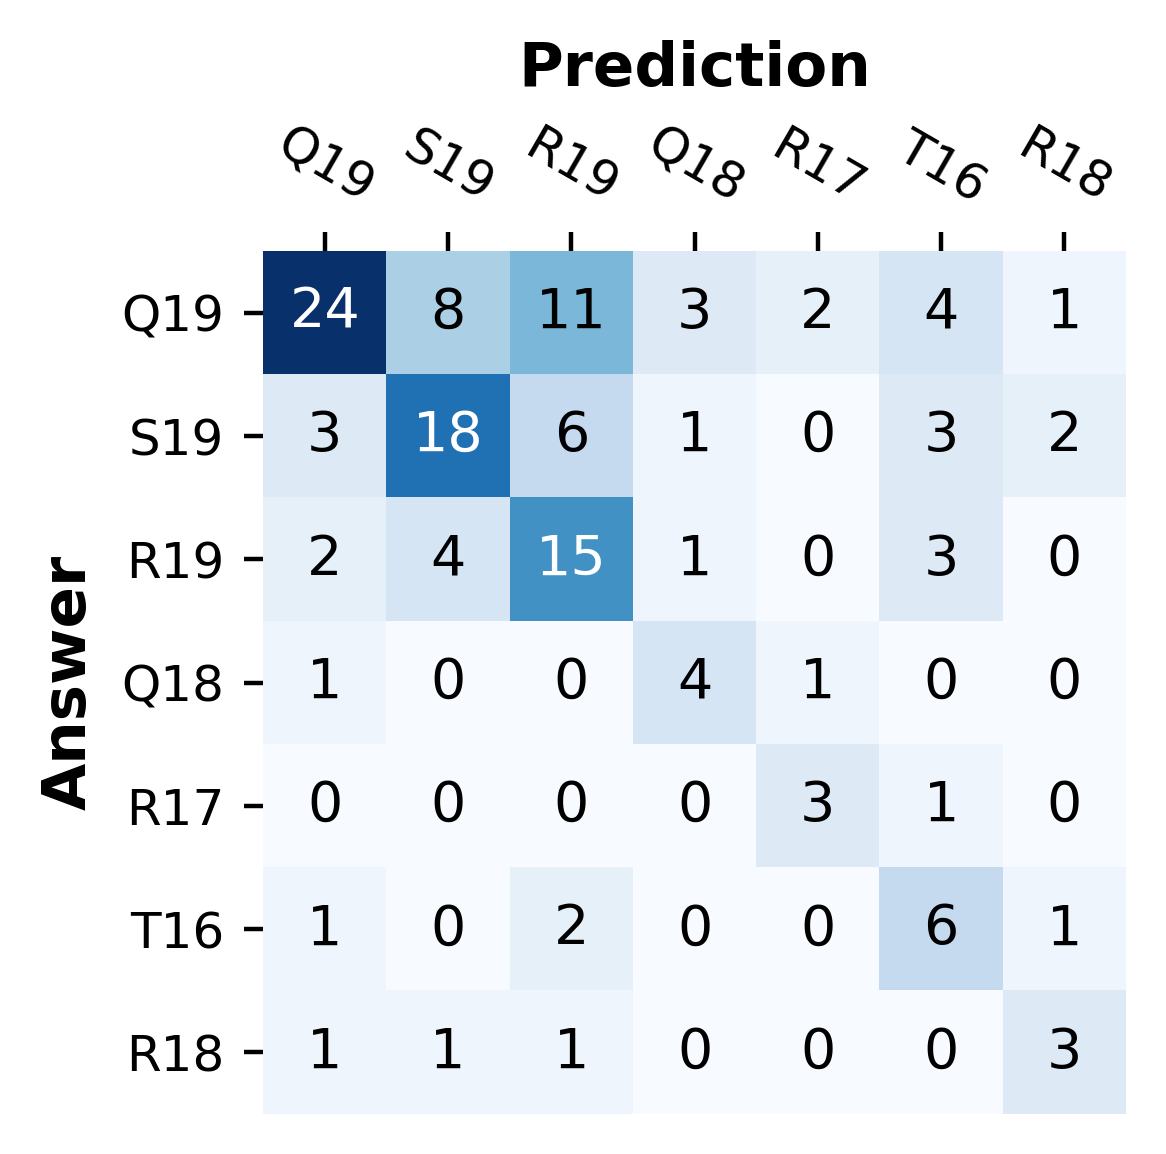 Prediction
Q19 S19 R19 Q18 R17 T16 R18
Q19 24 8 11 3 2 4 1
S19 3 18 6 1 0 3 2
R19 2 4 15 1 0 3 0
Q18 1 0 0 4 1 0 0
R17 0 0 0 0 3 1 0
T16 1 0 2 0 0 6 1
R18 1 1 1 0 0 0 3
Answer